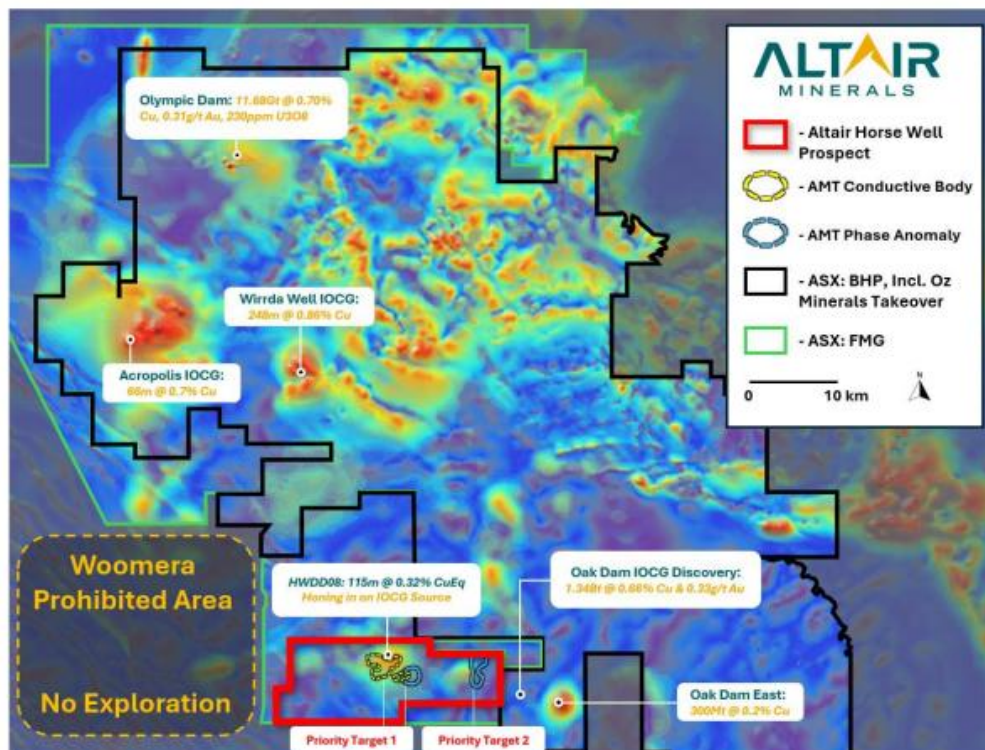 Olympic Dam: 11.68Gt @ 0.70%
Cu, 0.31g/t Au, 230ppm U3O8
Wirrda Well IOCG:
248m @ 0.86% Cu
Acropolis IOCG:
66m @ 0.7% Cu
ALTAIR
MINERALS
- Altair Horse Well
Prospect
- AMT Conductive Body
- AMT Phase Anomaly
- ASX: BHP, Incl. Oz
Minerals Takeover
- ASX: FMG
N
0 10 km
Woomera
Prohibited Area
No Exploration
HWDD08: 115m @ 0.32% CuEq
Honing in on IOCG Source
Oak Dam IOCG Discovery:
1.34Bt @ 0.66% Cu & 0.33g/t Au
Oak Dam East:
300Mt @ 0.2% Cu
Priority Target 1
Priority Target 2